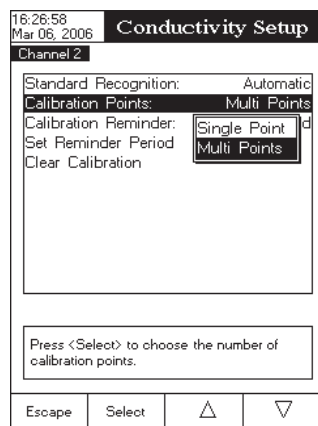 16:26:58
Mar 06, 2006
Conductivity Setup
Channel 2
Standard Recognition: Automatic
Calibration Points: Multi Points
Calibration Reminder: d
Single Point
Set Reminder Period
Multi Points
Clear Calibration
Press <Select> to choose the number of
calibration points.
Escape Select △ ▽